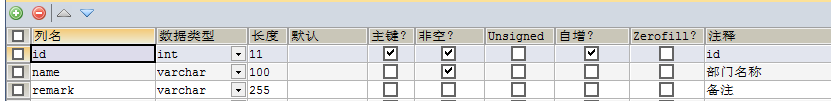 列名 数据类型 长度 默认 主键? 非空? Unsigned 自增? Zerofill? 注释
id int 11 id
name varchar 100 部门名称
remark varchar 255 备注